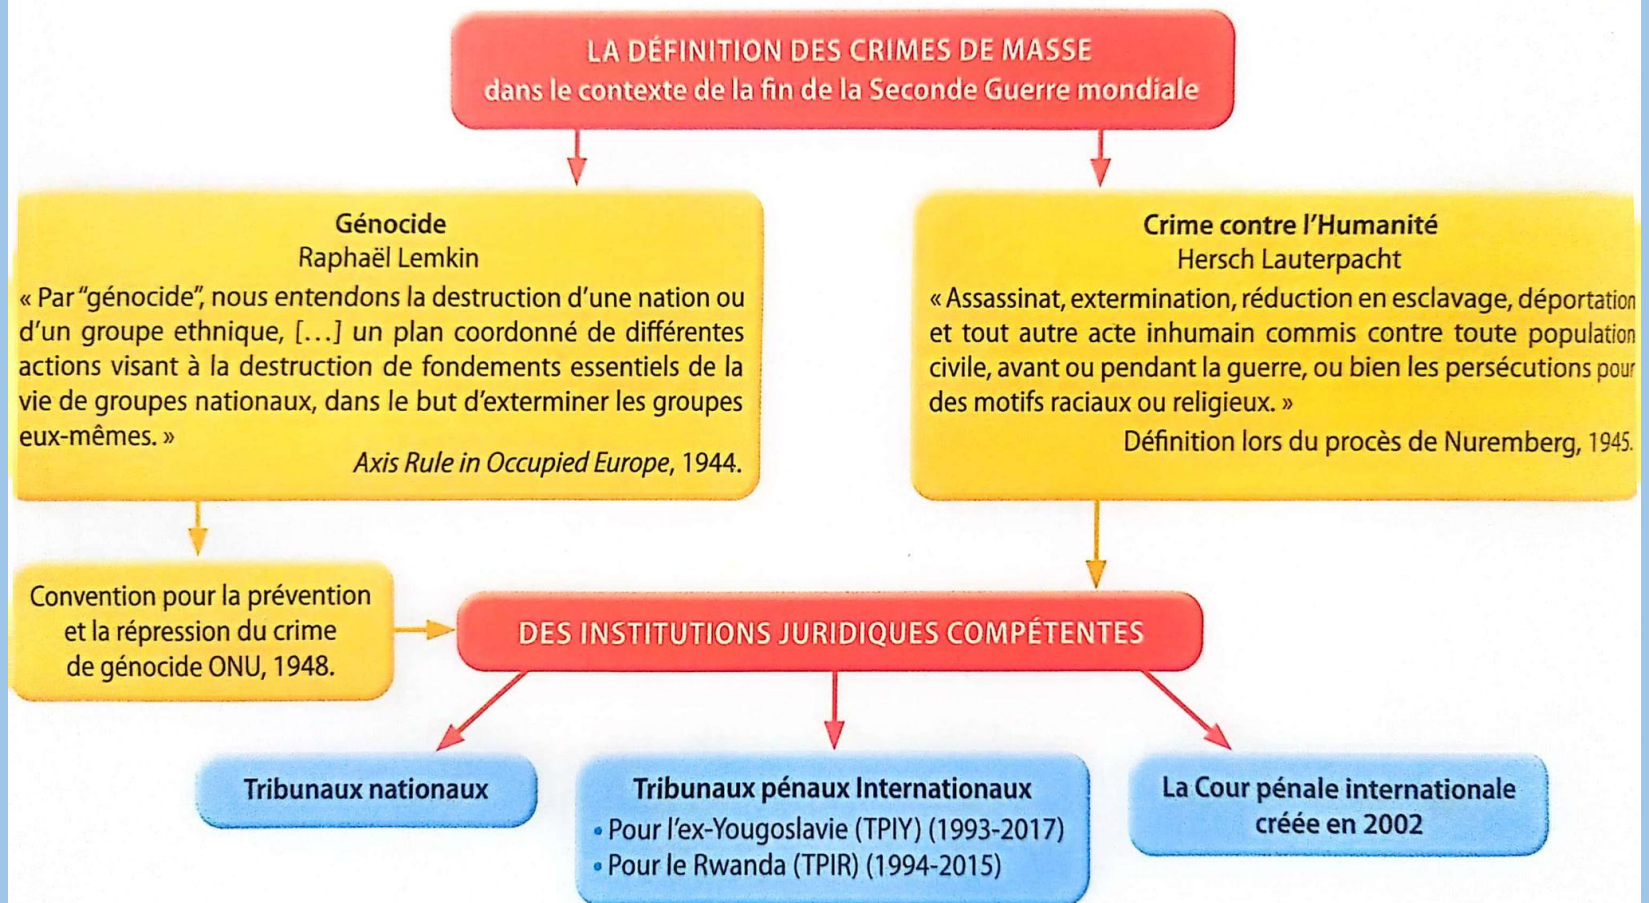 LA DÉFINITION DES CRIMES DE MASSE
dans le contexte de la fin de la Seconde Guerre mondiale
Génocide
Raphaël Lemkin
« Par “génocide”, nous entendons la destruction d’une nation ou
d’un groupe ethnique, […] un plan coordonné de différentes
actions visant à la destruction de fondements essentiels de la
vie de groupes nationaux, dans le but d’exterminer les groupes
eux-mêmes. »
Axis Rule in Occupied Europe, 1944.
Crime contre l’Humanité
Hersch Lauterpacht
« Assassinat, extermination, réduction en esclavage, déportation
et tout autre acte inhumain commis contre toute population
civile, avant ou pendant la guerre, ou bien les persécutions pour
des motifs raciaux ou religieux. »
Définition lors du procès de Nuremberg, 1945.
Convention pour la prévention
et la répression du crime
de génocide ONU, 1948.
DES INSTITUTIONS JURIDIQUES COMPÉTENTES
Tribunaux nationaux
Tribunaux pénaux Internationaux
• Pour l’ex-Yougoslavie (TPIY) (1993-2017)
• Pour le Rwanda (TPIR) (1994-2015)
La Cour pénale internationale
créée en 2002